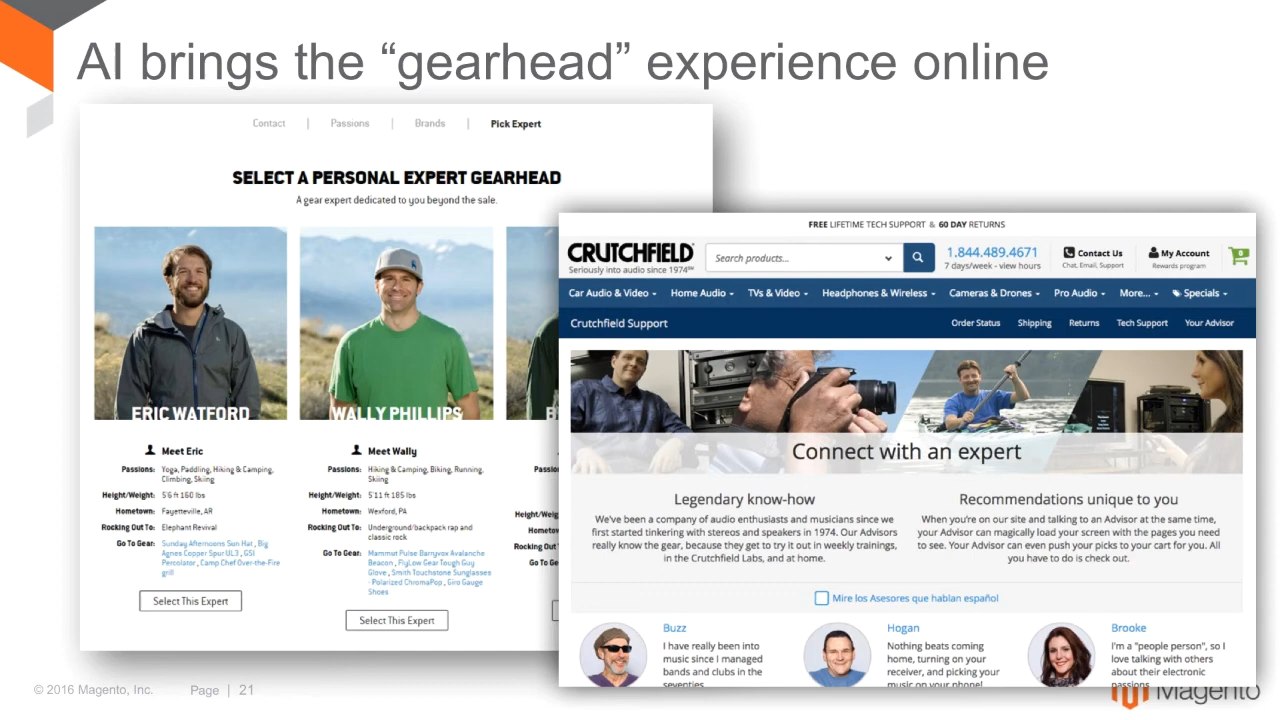 AI brings the “gearhead” experience online
Contact | Passions | Brands | Pick Expert
SELECT A PERSONAL EXPERT GEARHEAD
A gear expert dedicated to you beyond the sale.
ERIC WATFORD
Meet Eric
Passions: Yoga, Paddling, Hiking & Camping,
Climbing, Skiing
Height/Weight: 5'6 ft 160 lbs
Hometown: Fayetteville, AR
Rocking Out To: Elephant Revival
Go To Gear: Sunday Afternoons Sun Hat , Big
Agnes Copper Spur UL3 , GSI
Percolator , Camp Chef Over-the-Fire
grill
Select This Expert
WALLY PHILLIPS
Meet Wally
Passions: Hiking & Camping, Biking, Running,
Skiing
Height/Weight: 5'11 ft 185 lbs
Hometown: Wexford, PA
Rocking Out To: Underground/backpack rap and
classic rock
Go To Gear: Mammut Pulse Barryvox Avalanche
Beacon , FlyLow Gear Tough Guy
Glove , Smith Touchstone Sunglasses
- Polarized ChromaPop , Giro Gauge
Shoes
Select This Expert
FREE LIFETIME TECH SUPPORT & 60 DAY RETURNS
CRUTCHFIELD
Seriously into audio since 1974℠
Search products...
1.844.489.4671
7 days/week - view hours
Contact Us
Chat, Email, Support
My Account
Rewards program
0
Car Audio & Video Home Audio TVs & Video Headphones & Wireless Cameras & Drones Pro Audio More... Specials
Crutchfield Support Order Status Shipping Returns Tech Support Your Advisor
Connect with an expert
Legendary know-how
We've been a company of audio enthusiasts and musicians since we
first started tinkering with stereos and speakers in 1974. Our Advisors
really know the gear, because they get to try it out in weekly trainings,
in the Crutchfield Labs, and at home.
Recommendations unique to you
When you're on our site and talking to an Advisor at the same time,
your Advisor can magically load your screen with the pages you need
to see. Your Advisor can even push your picks to your cart for you. All
you have to do is check out.
Mire los Asesores que hablan español
Buzz
I have really been into
music since I managed
bands and clubs in the
seventies
Hogan
Nothing beats coming
home, turning on your
receiver, and picking your
music on your phone!
Brooke
I'm a "people person", so I
love talking with others
about their electronic
passions
© 2016 Magento, Inc. Page | 21
Magento